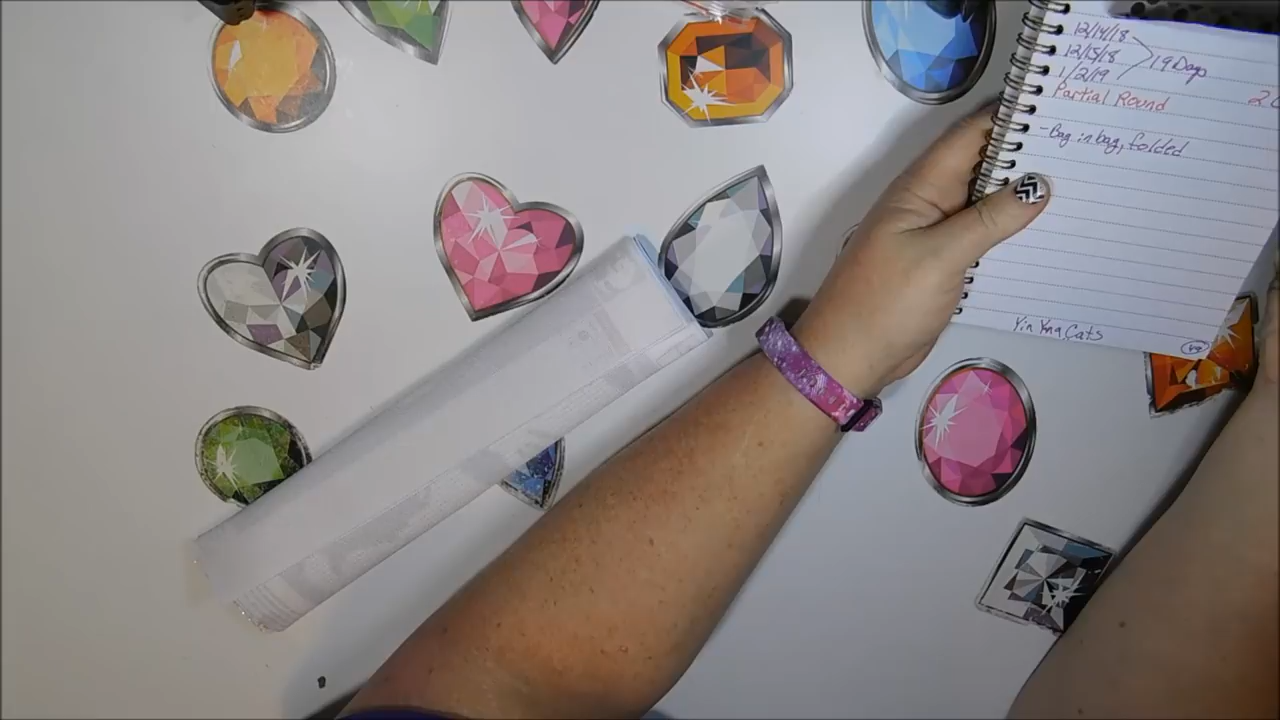 12/14/18
12/15/18
1/2/19
19 Days
Partial Round
-Bag in bag, folded
Yin Yna Cats